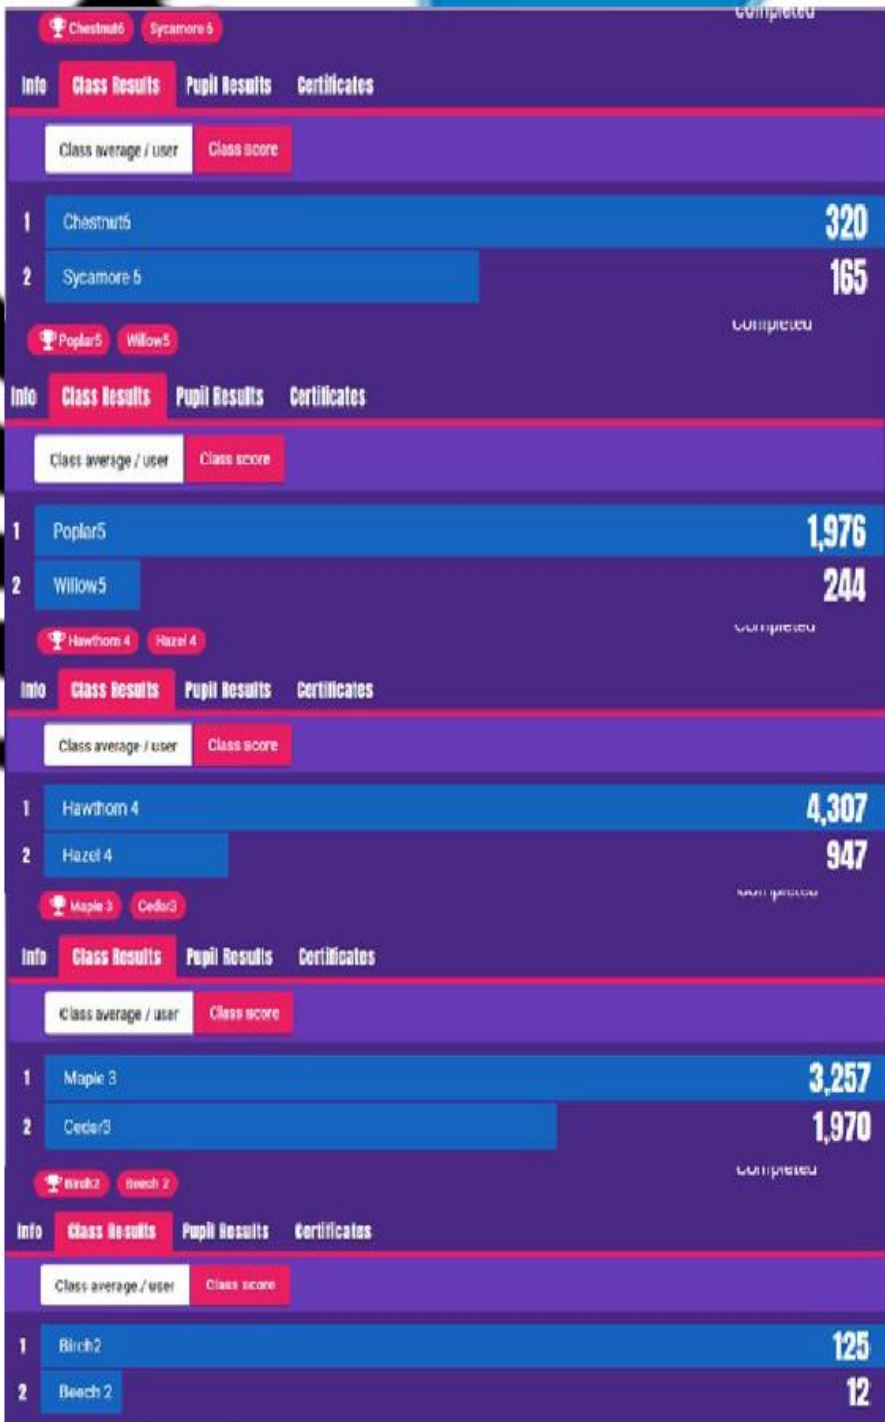 Completed
Chestnut6 Sycamore 6
Info Class Results Pupil Results Certificates
Class average / user Class score
1 Chestnut6 320
2 Sycamore 6 165
Completed
Poplar5 Willow5
Info Class Results Pupil Results Certificates
Class average / user Class score
1 Poplar5 1,976
2 Willow5 244
Completed
Hawthorn 4 Hazel 4
Info Class Results Pupil Results Certificates
Class average / user Class score
1 Hawthorn 4 4,307
2 Hazel 4 947
Completed
Maple 3 Cedar3
Info Class Results Pupil Results Certificates
Class average / user Class score
1 Maple 3 3,257
2 Cedar3 1,970
Completed
Birch2 Beech 2
Info Class Results Pupil Results Certificates
Class average / user Class score
1 Birch2 125
2 Beech 2 12